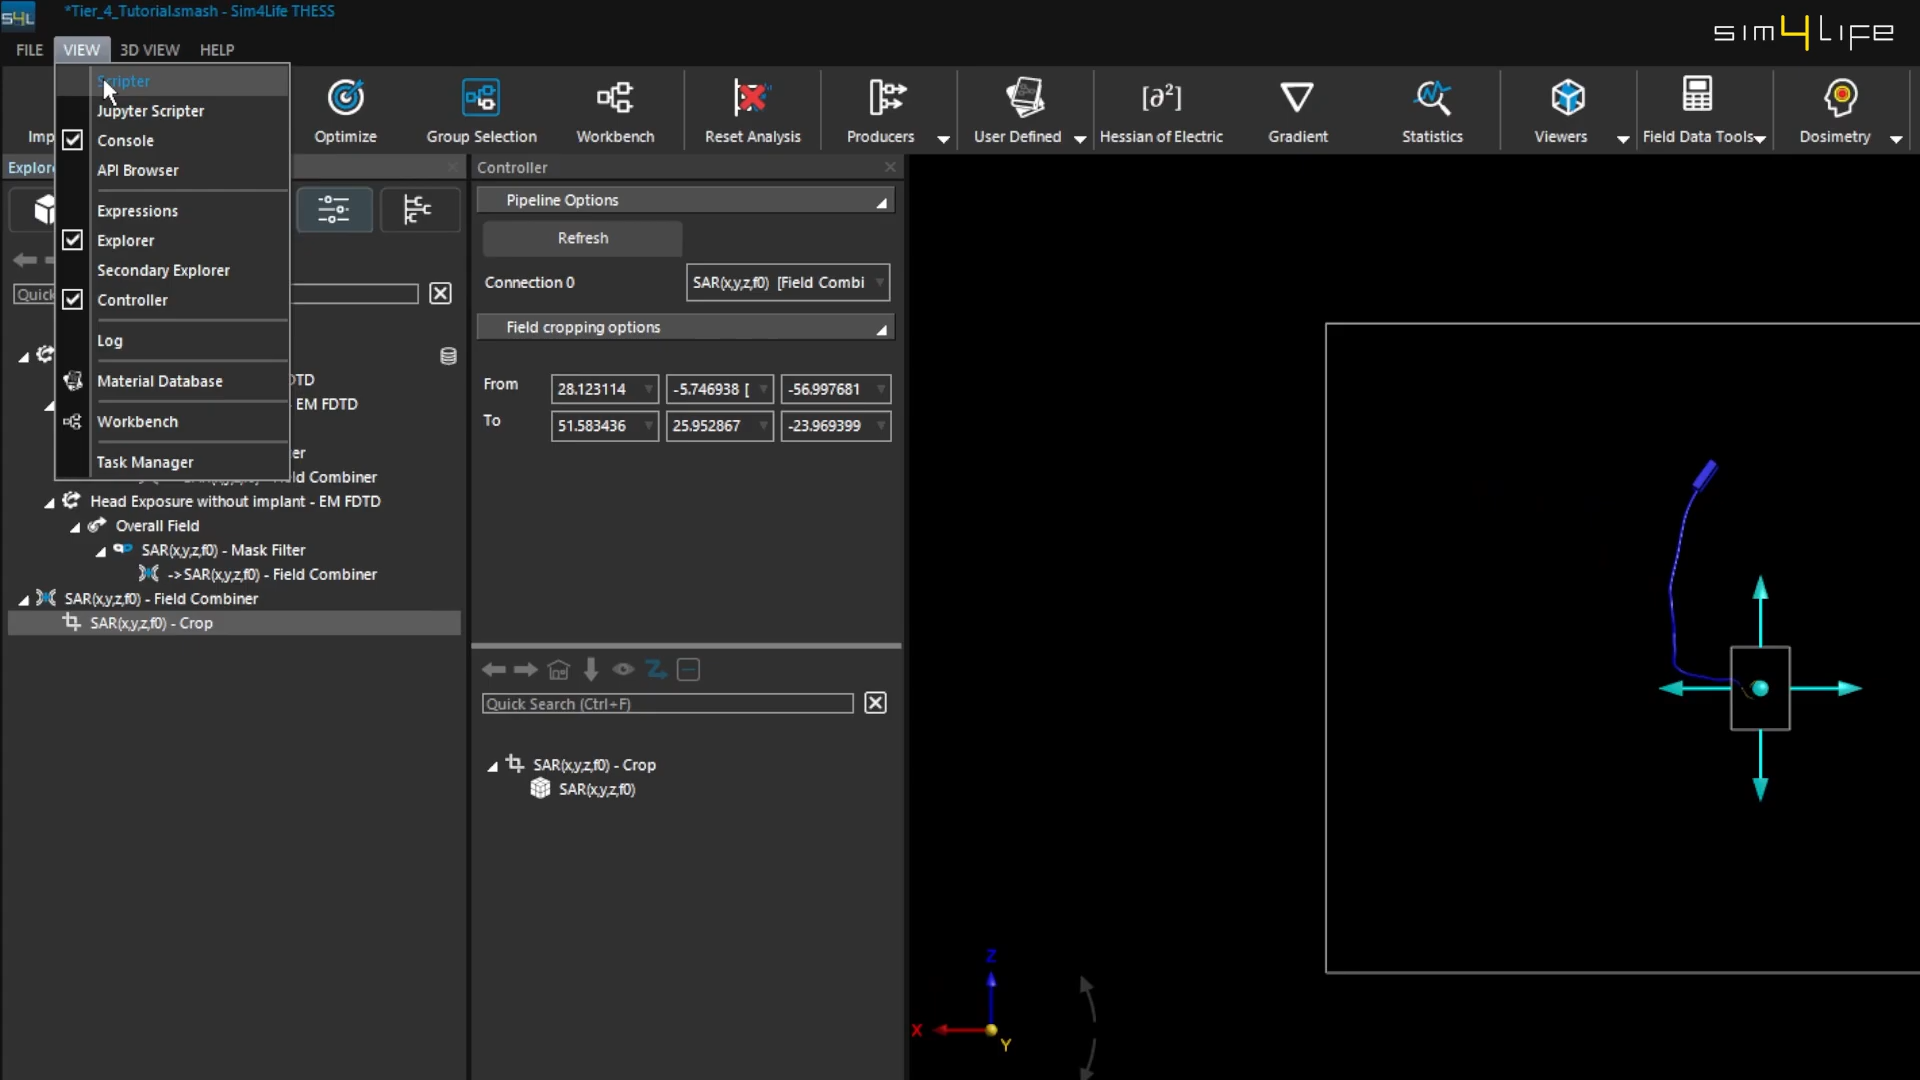 S4L
*Tier_4_Tutorial.smash - Sim4Life THESS
sim4Life
FILE VIEW 3D VIEW HELP
Scripter
Jupyter Scripter
Console
API Browser
Expressions
Explorer
Secondary Explorer
Controller
Log
Material Database
Workbench
Task Manager
Optimize
Group Selection
Workbench
Reset Analysis
Producers
User Defined
[∂²]
Hessian of Electric
Gradient
Statistics
Viewers
Field Data Tools
Dosimetry
- EM FDTD
Head Exposure without implant - EM FDTD
Overall Field
SAR(x,y,z,f0) - Mask Filter
->SAR(x,y,z,f0) - Field Combiner
SAR(x,y,z,f0) - Field Combiner
SAR(x,y,z,f0) - Crop
Controller
Pipeline Options
Refresh
Connection 0 SAR(x,y,z,f0) [Field Combi
Field cropping options
From 28.123114 -5.746938 [ -56.997681
To 51.583436 25.952867 -23.969399
Quick Search (Ctrl+F)
SAR(x,y,z,f0) - Crop
SAR(x,y,z,f0)
Z
X
Y